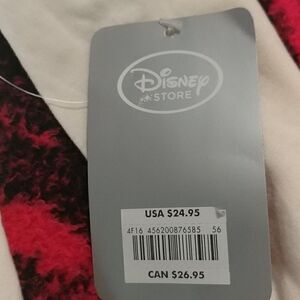 Disney
STORE
USA $24.95
4F16 456200876585 56
CAN $26.95